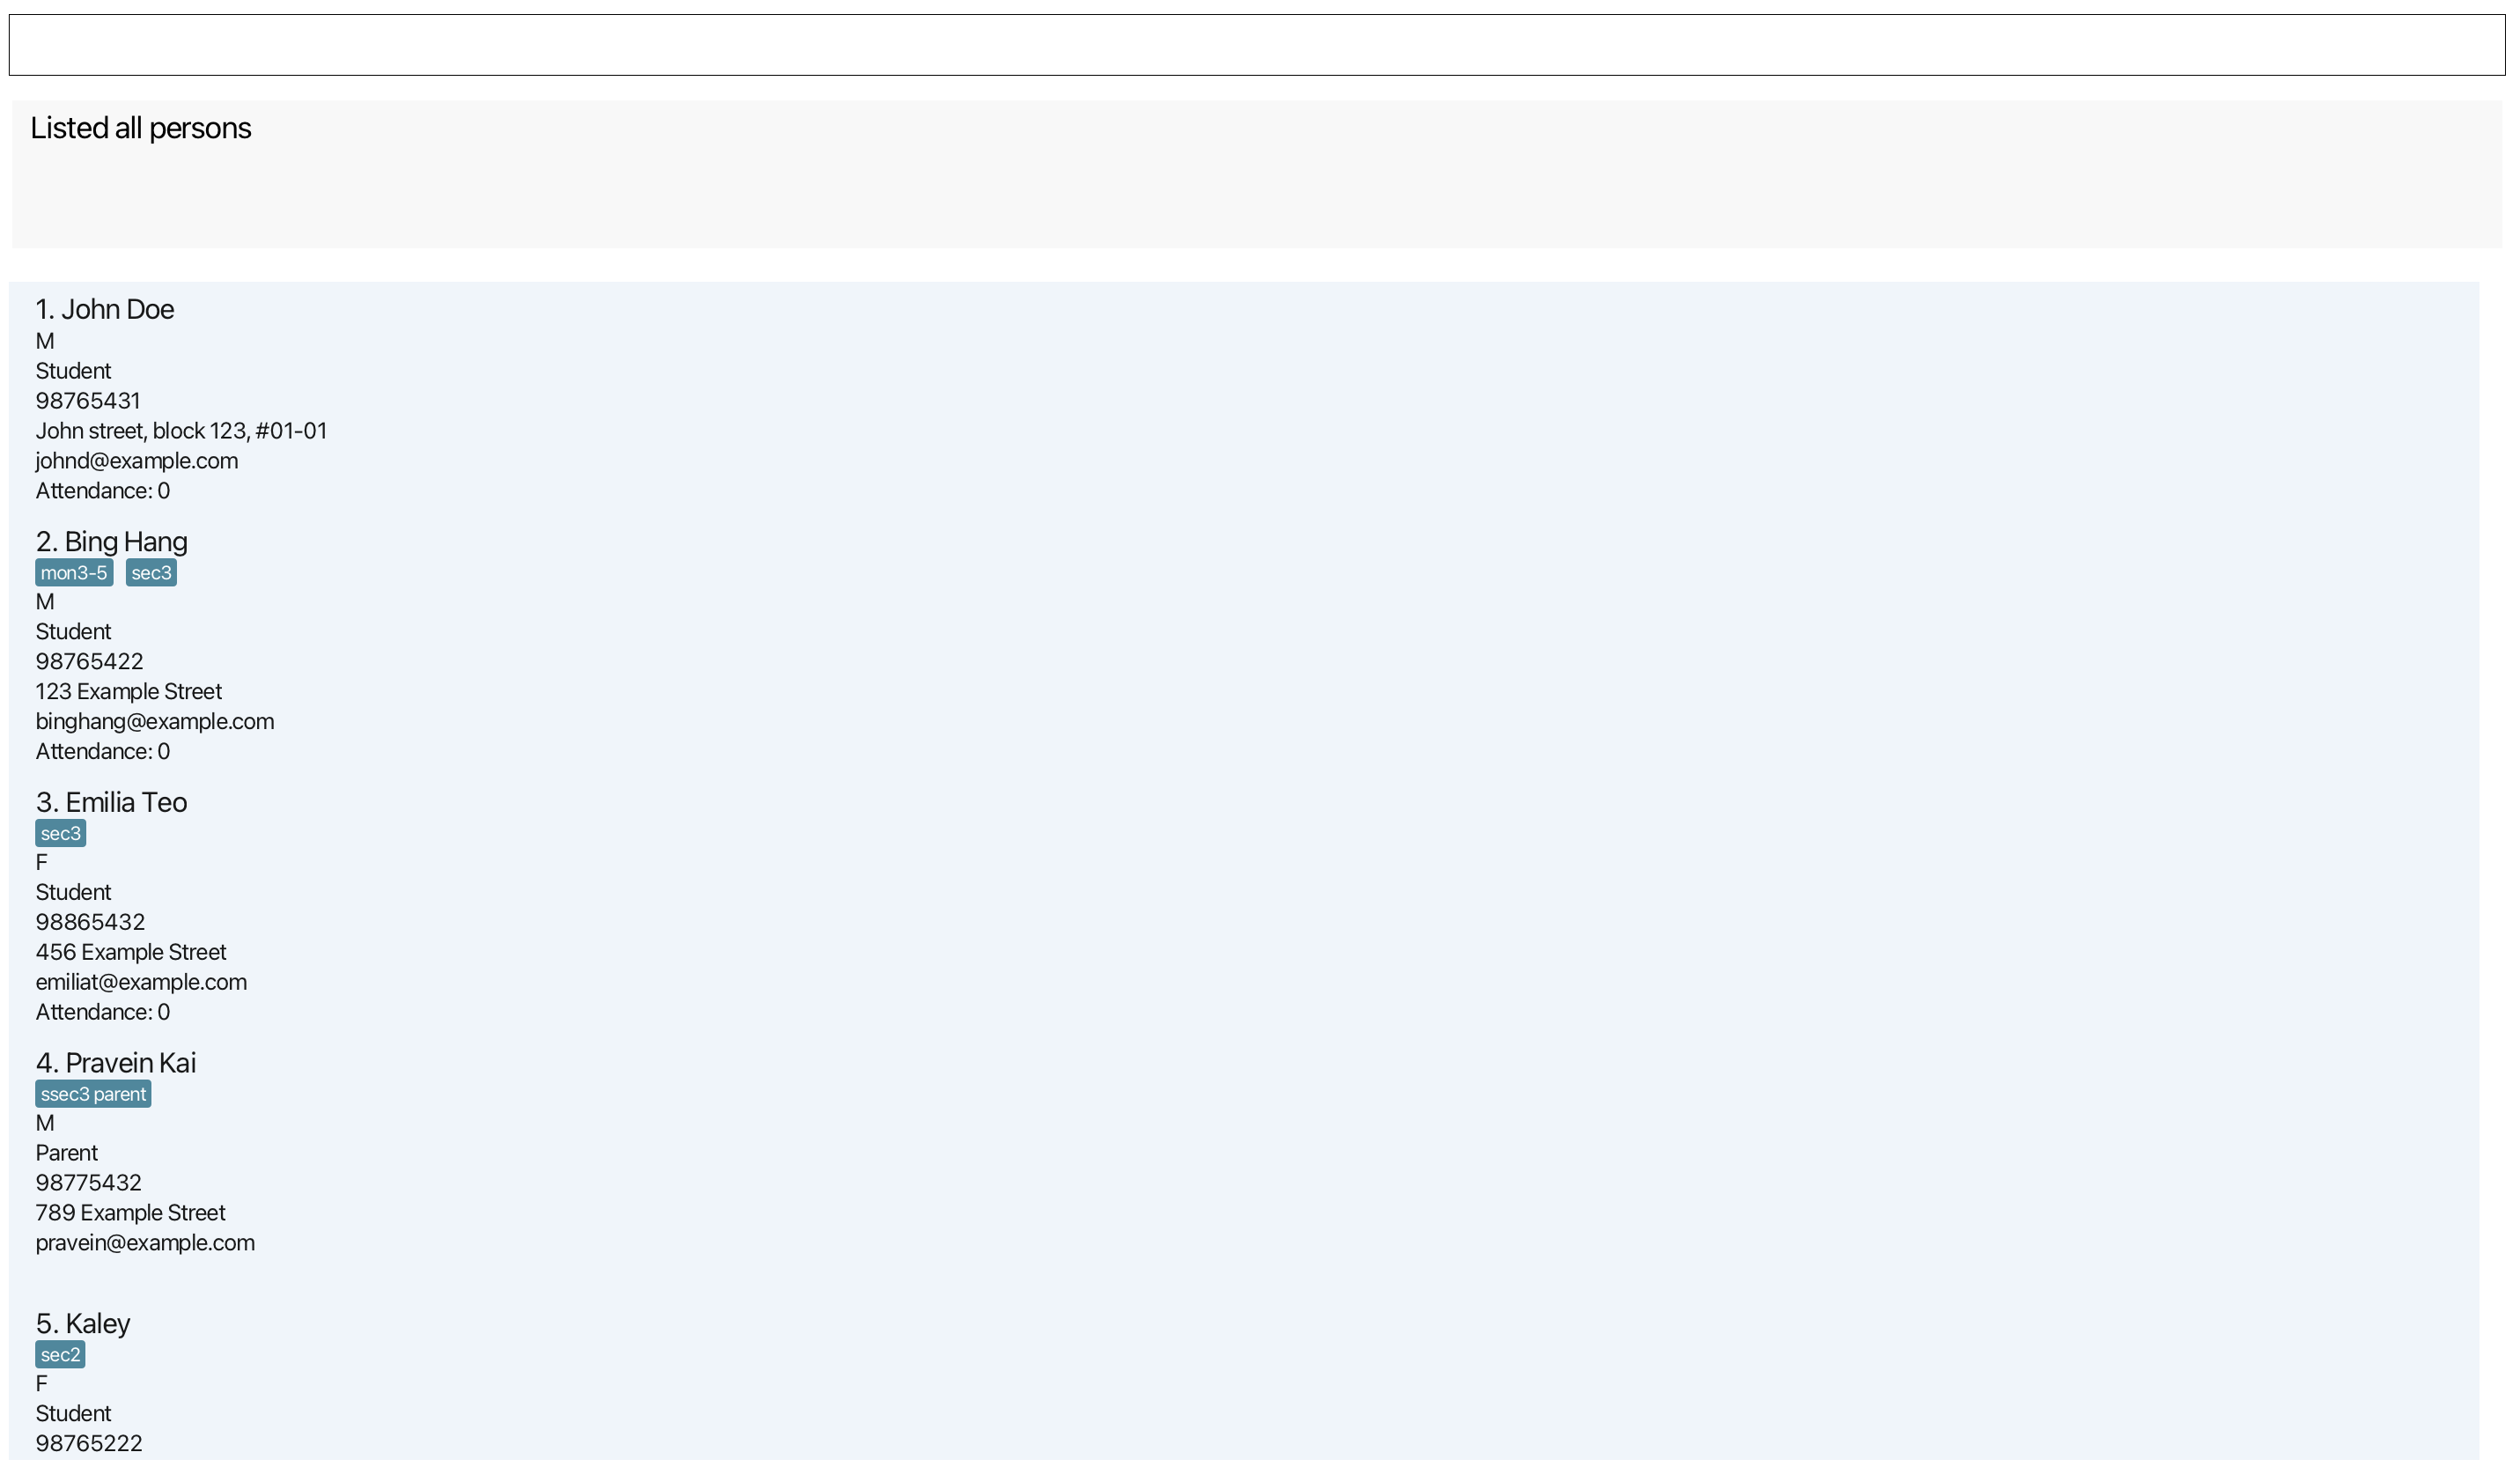 Listed all persons
1. John Doe
M
Student
98765431
John street, block 123, #01-01
johnd@example.com
Attendance: 0
2. Bing Hang
mon3-5 sec3
M
Student
98765422
123 Example Street
binghang@example.com
Attendance: 0
3. Emilia Teo
sec3
F
Student
98865432
456 Example Street
emiliat@example.com
Attendance: 0
4. Pravein Kai
ssec3 parent
M
Parent
98775432
789 Example Street
pravein@example.com
5. Kaley
sec2
F
Student
98765222